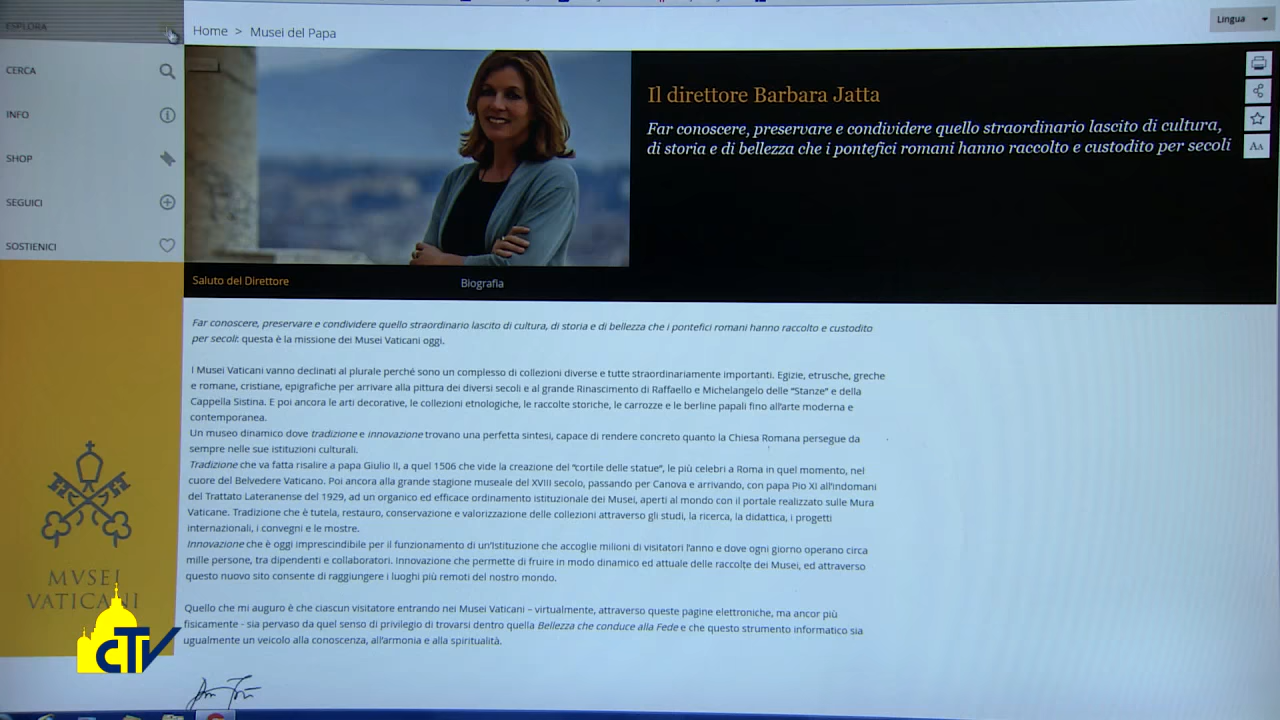 ESPLORA
CERCA
INFO
SHOP
SEGUICI
SOSTIENICI
MVSEI
VATICANI
CTV
Home > Musei del Papa
Lingua
Il direttore Barbara Jatta
Far conoscere, preservare e condividere quello straordinario lascito di cultura,
di storia e di bellezza che i pontefici romani hanno raccolto e custodito per secoli
AA
Saluto del Direttore
Biografia
Far conoscere, preservare e condividere quello straordinario lascito di cultura, di storia e di bellezza che i pontefici romani hanno raccolto e custodito
per secoli: questa è la missione dei Musei Vaticani oggi.
I Musei Vaticani vanno declinati al plurale perché sono un complesso di collezioni diverse e tutte straordinariamente importanti. Egizie, etrusche, greche
e romane, cristiane, epigrafiche per arrivare alla pittura dei diversi secoli e al grande Rinascimento di Raffaello e Michelangelo delle “Stanze” e della
Cappella Sistina. E poi ancora le arti decorative, le collezioni etnologiche, le raccolte storiche, le carrozze e le berline papali fino all'arte moderna e
contemporanea.
Un museo dinamico dove tradizione e innovazione trovano una perfetta sintesi, capace di rendere concreto quanto la Chiesa Romana persegue da
sempre nelle sue istituzioni culturali.
Tradizione che va fatta risalire a papa Giulio II, a quel 1506 che vide la creazione del “cortile delle statue”, le più celebri a Roma in quel momento, nel
cuore del Belvedere Vaticano. Poi ancora alla grande stagione museale del XVIII secolo, passando per Canova e arrivando, con papa Pio XI all'indomani
del Trattato Lateranense del 1929, ad un organico ed efficace ordinamento istituzionale dei Musei, aperti al mondo con il portale realizzato sulle Mura
Vaticane. Tradizione che è tutela, restauro, conservazione e valorizzazione delle collezioni attraverso gli studi, la ricerca, la didattica, i progetti
internazionali, i convegni e le mostre.
Innovazione che è oggi imprescindibile per il funzionamento di un'Istituzione che accoglie milioni di visitatori l'anno e dove ogni giorno operano circa
mille persone, tra dipendenti e collaboratori. Innovazione che permette di fruire in modo dinamico ed attuale delle raccolte dei Musei, ed attraverso
questo nuovo sito consente di raggiungere i luoghi più remoti del nostro mondo.
Quello che mi auguro è che ciascun visitatore entrando nei Musei Vaticani – virtualmente, attraverso queste pagine elettroniche, ma ancor più
fisicamente - sia pervaso da quel senso di privilegio di trovarsi dentro quella Bellezza che conduce alla Fede e che questo strumento informatico sia
ugualmente un veicolo alla conoscenza, all'armonia e alla spiritualità.